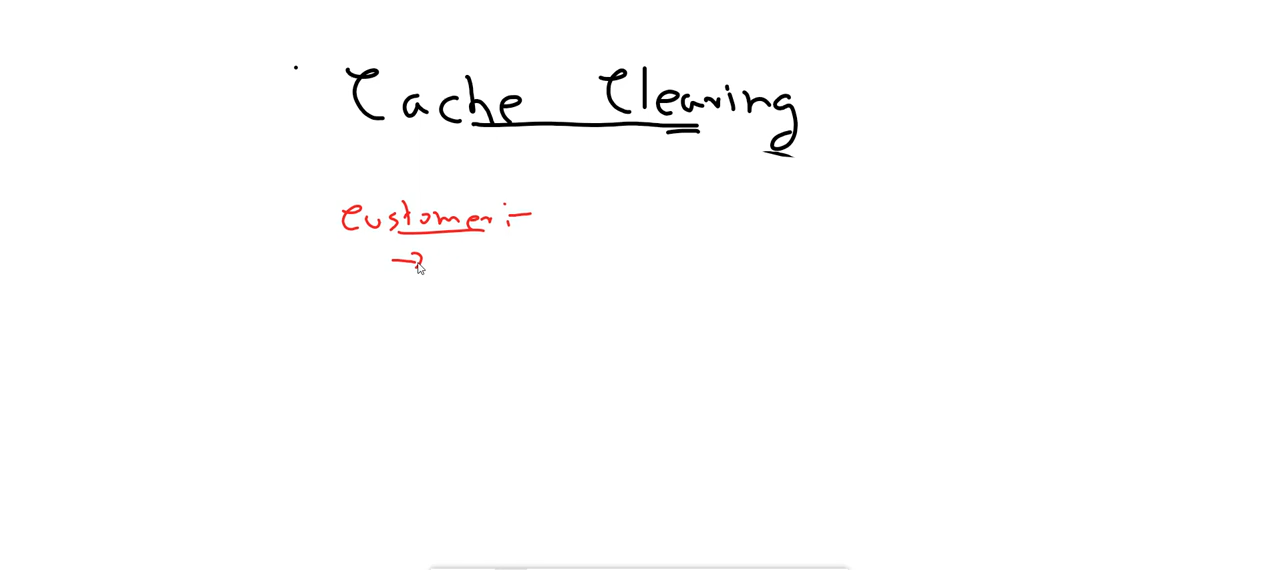 Cache Clearing
Customer :-
→